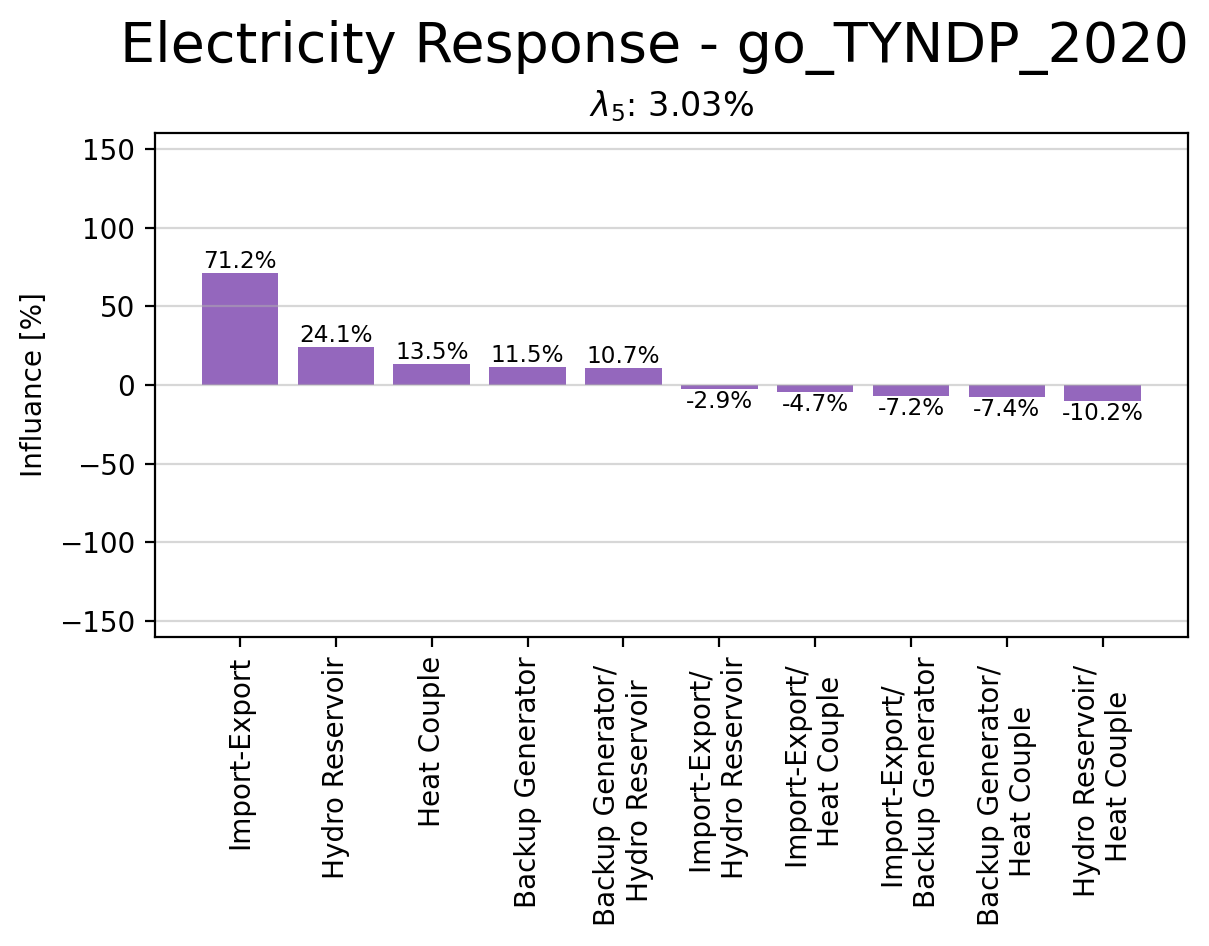 Electricity Response - go_TYNDP_2020
λ5: 3.03%
Influance [%]
150
100
50
0
−50
−100
−150
71.2%
24.1%
13.5%
11.5%
10.7%
-2.9%
-4.7%
-7.2%
-7.4%
-10.2%
Import-Export
Hydro Reservoir
Heat Couple
Backup Generator
Backup Generator/
Hydro Reservoir
Import-Export/
Hydro Reservoir
Import-Export/
Heat Couple
Import-Export/
Backup Generator
Backup Generator/
Heat Couple
Hydro Reservoir/
Heat Couple